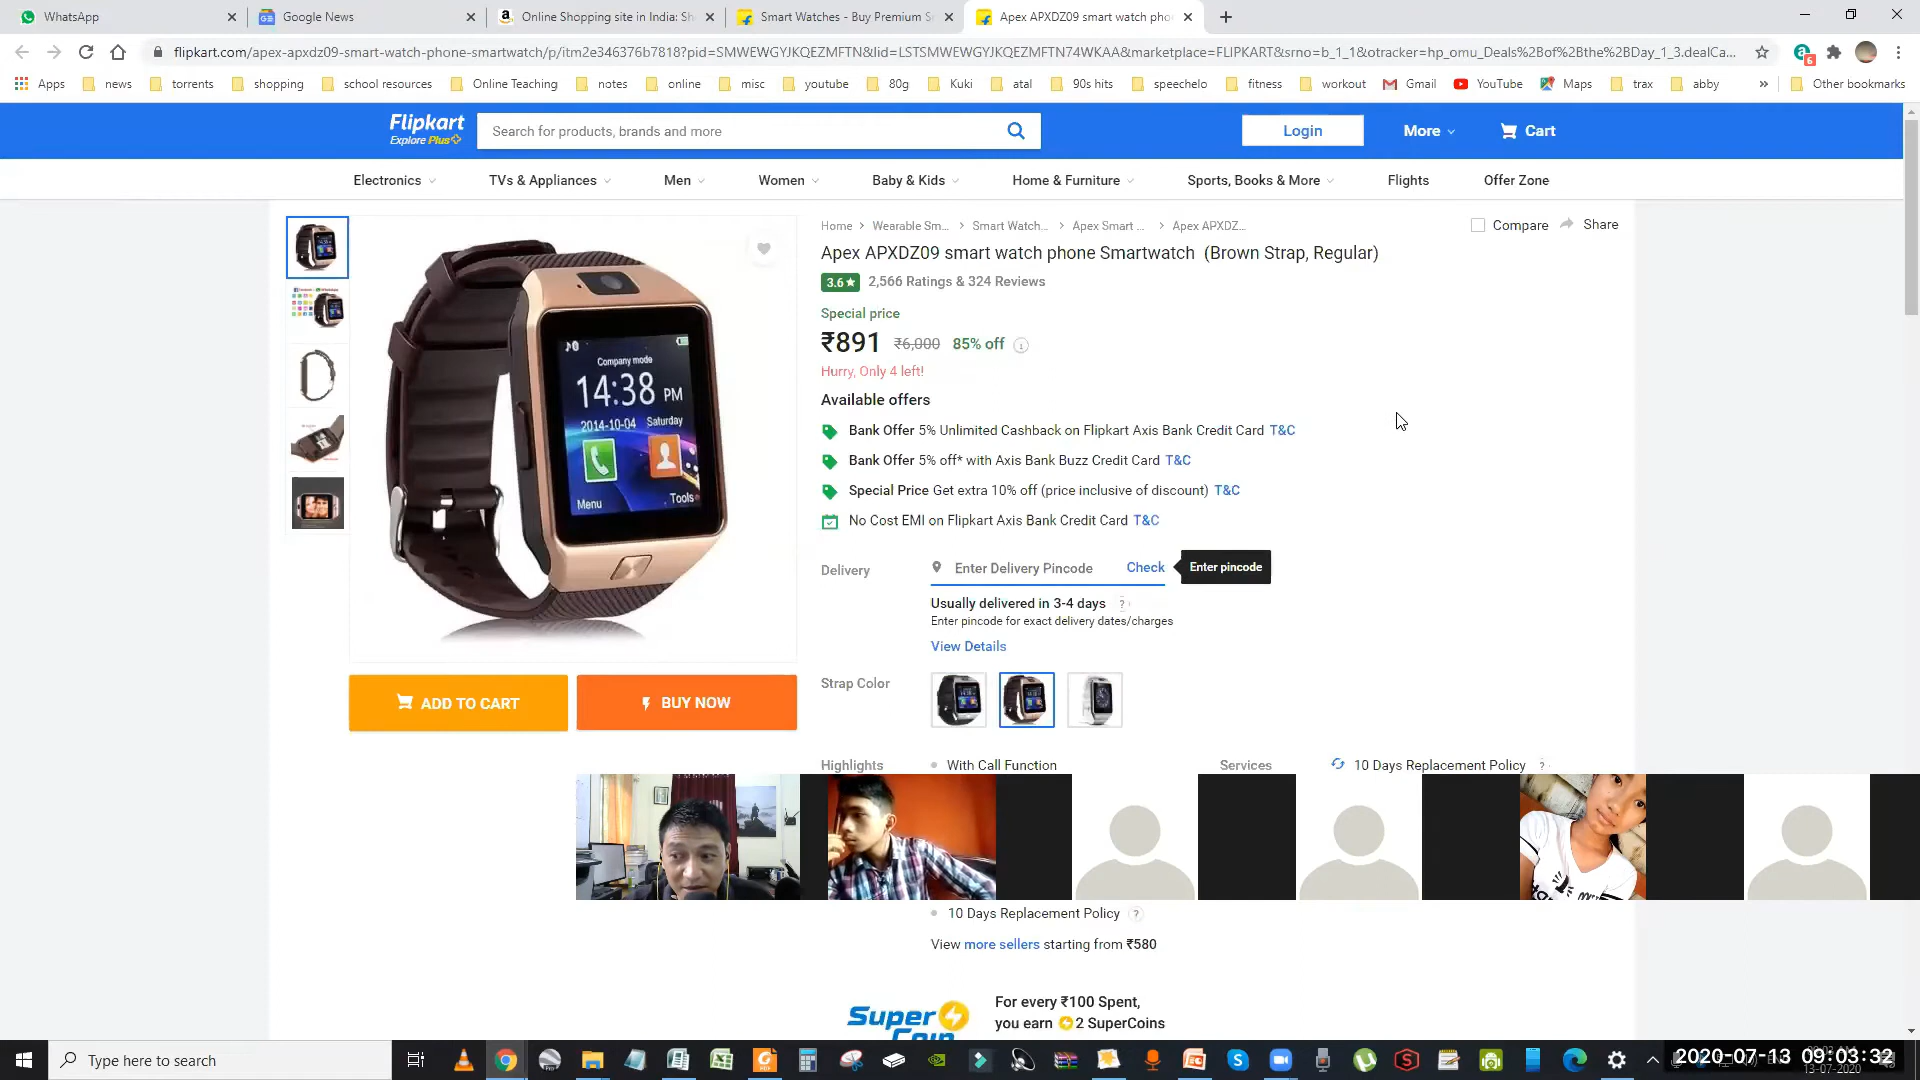 WhatsApp
Google News
Online Shopping site in India: Sh
Smart Watches - Buy Premium S
Apex APXDZ09 smart watch pho
flipkart.com/apex-apxdz09-smart-watch-phone-smartwatch/p/itm2e346376b7818?pid=SMWEWGYJKQEZMFTN&lid=LSTSMWEWGYJKQEZMFTN74WKAA&marketplace=FLIPKART&srno=b_1_1&otracker=hp_omu_Deals%2Bof%2Bthe%2BDay_1_3.dealCa...
6
Apps news torrents shopping school resources Online Teaching notes online misc youtube 80g Kuki atal 90s hits speechelo fitness workout Gmail YouTube Maps trax abby » Other bookmarks
Flipkart
Explore Plus
Search for products, brands and more
Login
More
Cart
Electronics TVs & Appliances Men Women Baby & Kids Home & Furniture Sports, Books & More Flights Offer Zone
Home > Wearable Sm... > Smart Watch... > Apex Smart ... > Apex APXDZ...
Compare
Share
Apex APXDZ09 smart watch phone Smartwatch (Brown Strap, Regular)
3.6★ 2,566 Ratings & 324 Reviews
Special price
₹891 ₹6,000 85% off
Hurry, Only 4 left!
Available offers
Bank Offer 5% Unlimited Cashback on Flipkart Axis Bank Credit Card T&C
Bank Offer 5% off* with Axis Bank Buzz Credit Card T&C
Special Price Get extra 10% off (price inclusive of discount) T&C
No Cost EMI on Flipkart Axis Bank Credit Card T&C
Company mode
14:38 PM
2014-10-04 Saturday
Menu
Tools
Delivery
Enter Delivery Pincode
Check
Enter pincode
Usually delivered in 3-4 days ?
Enter pincode for exact delivery dates/charges
View Details
ADD TO CART
BUY NOW
Strap Color
Highlights
With Call Function
Services
10 Days Replacement Policy ?
10 Days Replacement Policy ?
View more sellers starting from ₹580
Super
Coin
For every ₹100 Spent,
you earn 2 SuperCoins
Type here to search
2020-07-13 09:03:32
13-07-2020